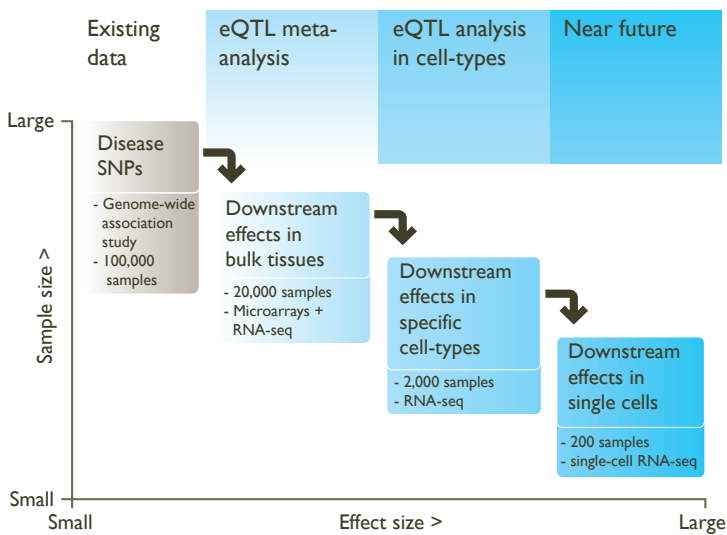 Existing
data
eQTL meta-
analysis
eQTL analysis
in cell-types
Near future
Large
Sample size >
Small
Disease
SNPs
- Genome-wide
association
study
- 100,000
samples
Downstream
effects in
bulk tissues
- 20,000 samples
- Microarrays +
RNA-seq
Downstream
effects in
specific
cell-types
- 2,000 samples
- RNA-seq
Downstream
effects in
single cells
- 200 samples
- single-cell RNA-seq
Small
Effect size >
Large